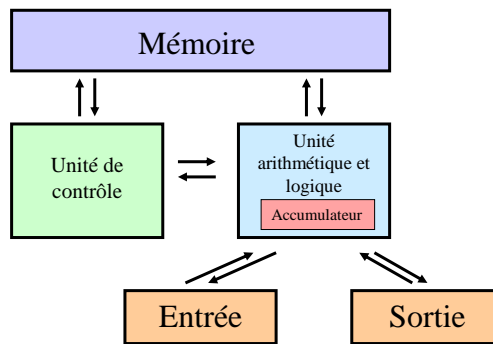 Mémoire
Unité de
contrôle
Unité
arithmétique et
logique
Accumulateur
Entrée
Sortie